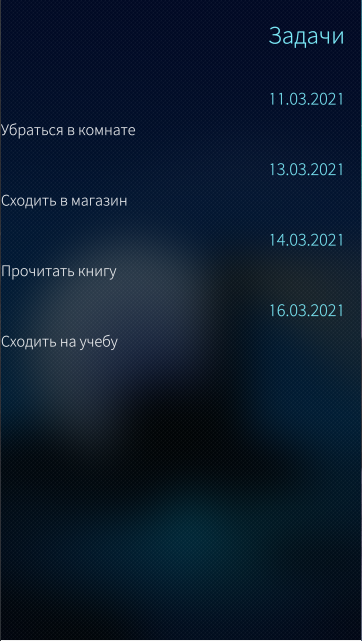 Задачи
11.03.2021
Убраться в комнате
13.03.2021
Сходить в магазин
14.03.2021
Прочитать книгу
16.03.2021
Сходить на учебу